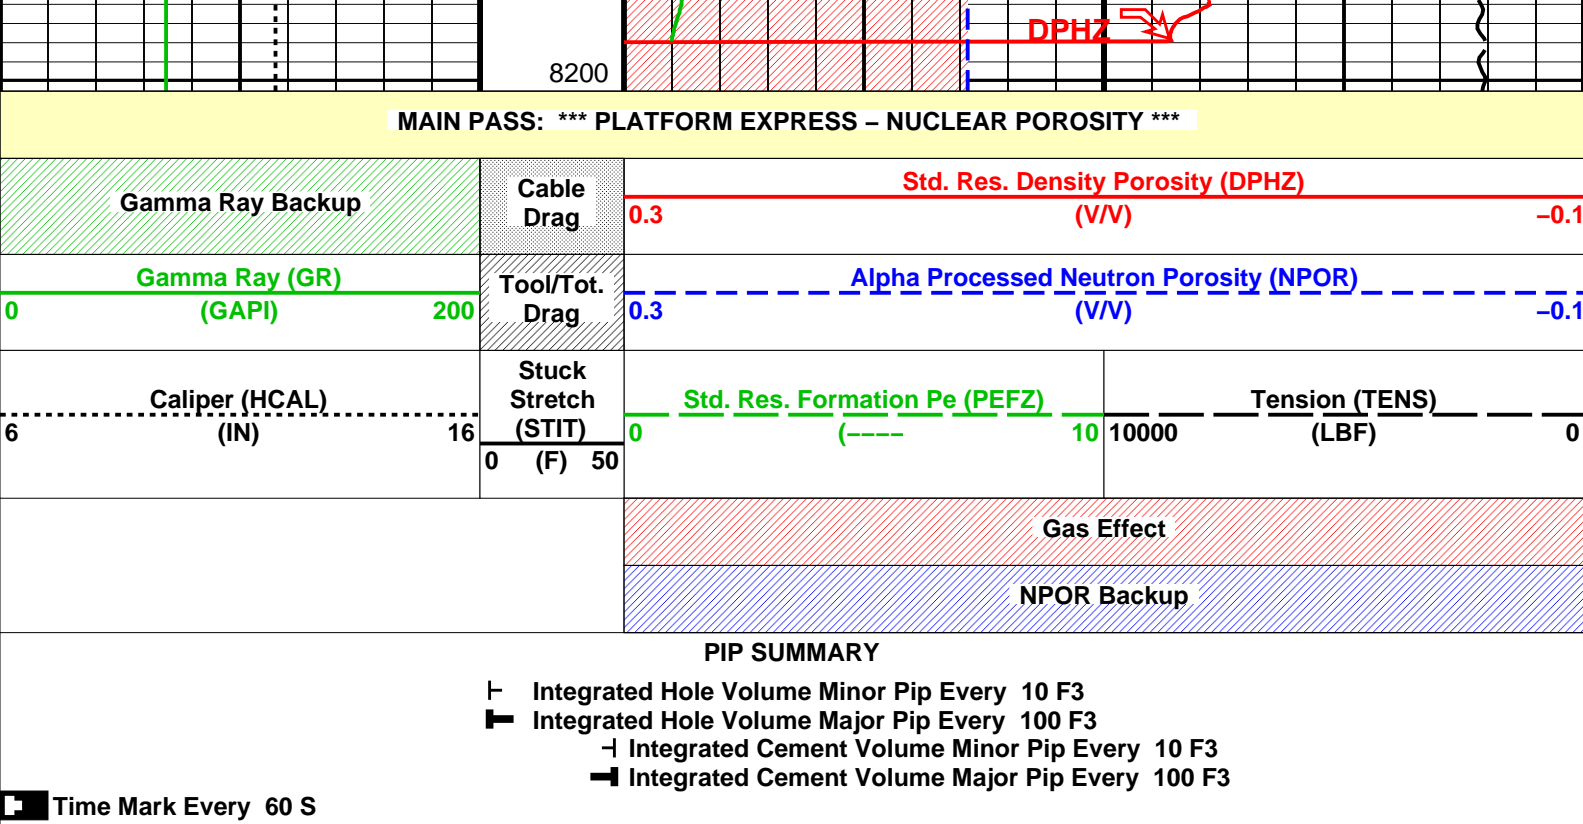 DPHZ
8200
MAIN PASS: *** PLATFORM EXPRESS – NUCLEAR POROSITY ***
Gamma Ray Backup
Cable
Drag
Std. Res. Density Porosity (DPHZ)
0.3 (V/V) –0.1
Gamma Ray (GR)
0 (GAPI) 200
Tool/Tot.
Drag
Alpha Processed Neutron Porosity (NPOR)
0.3 (V/V) –0.1
Caliper (HCAL)
6 (IN) 16
Stuck
Stretch
(STIT)
0 (F) 50
Std. Res. Formation Pe (PEFZ)
0 (–––– 10
Tension (TENS)
10000 (LBF) 0
Gas Effect
NPOR Backup
PIP SUMMARY
Integrated Hole Volume Minor Pip Every 10 F3
Integrated Hole Volume Major Pip Every 100 F3
Integrated Cement Volume Minor Pip Every 10 F3
Integrated Cement Volume Major Pip Every 100 F3
Time Mark Every 60 S